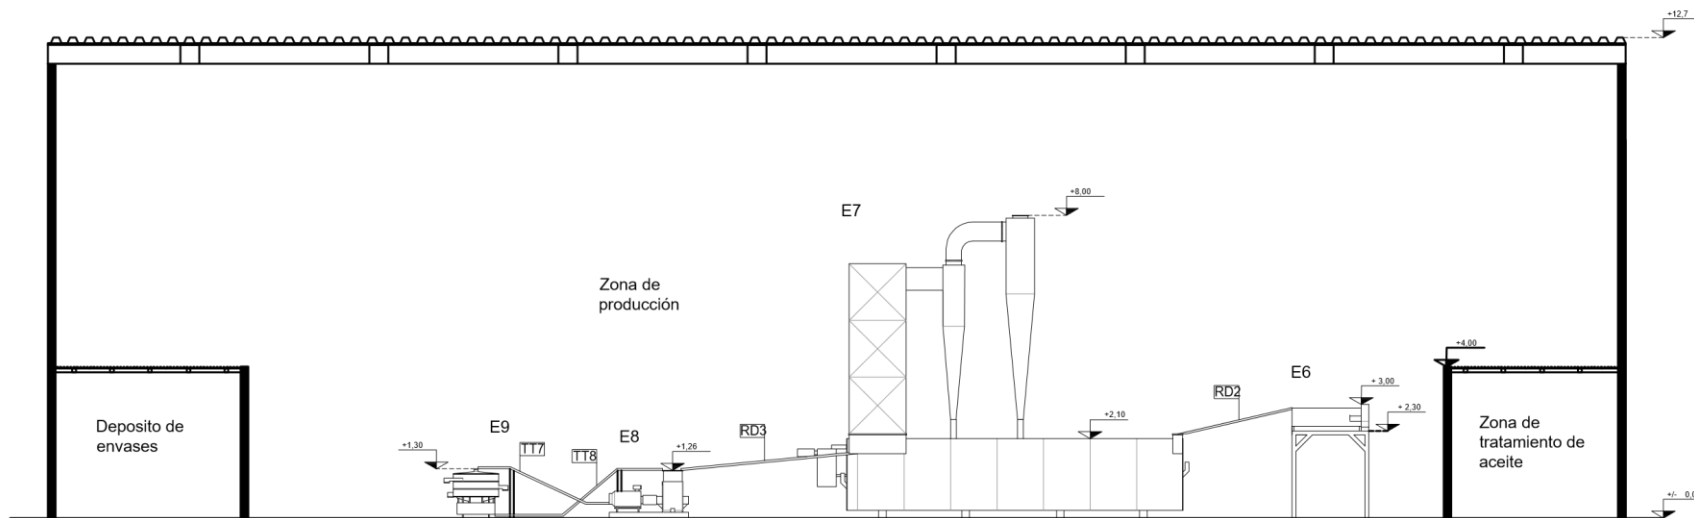 +12,7
+8,00
E7
Zona de
producción
+4,00
E6
+ 3,00
RD2
+ 2,30
+2,10
Deposito de
envases
E9
E8
RD3
+1,30
TT7
TT8
+1,26
Zona de
tratamiento de
aceite
+/- 0,0